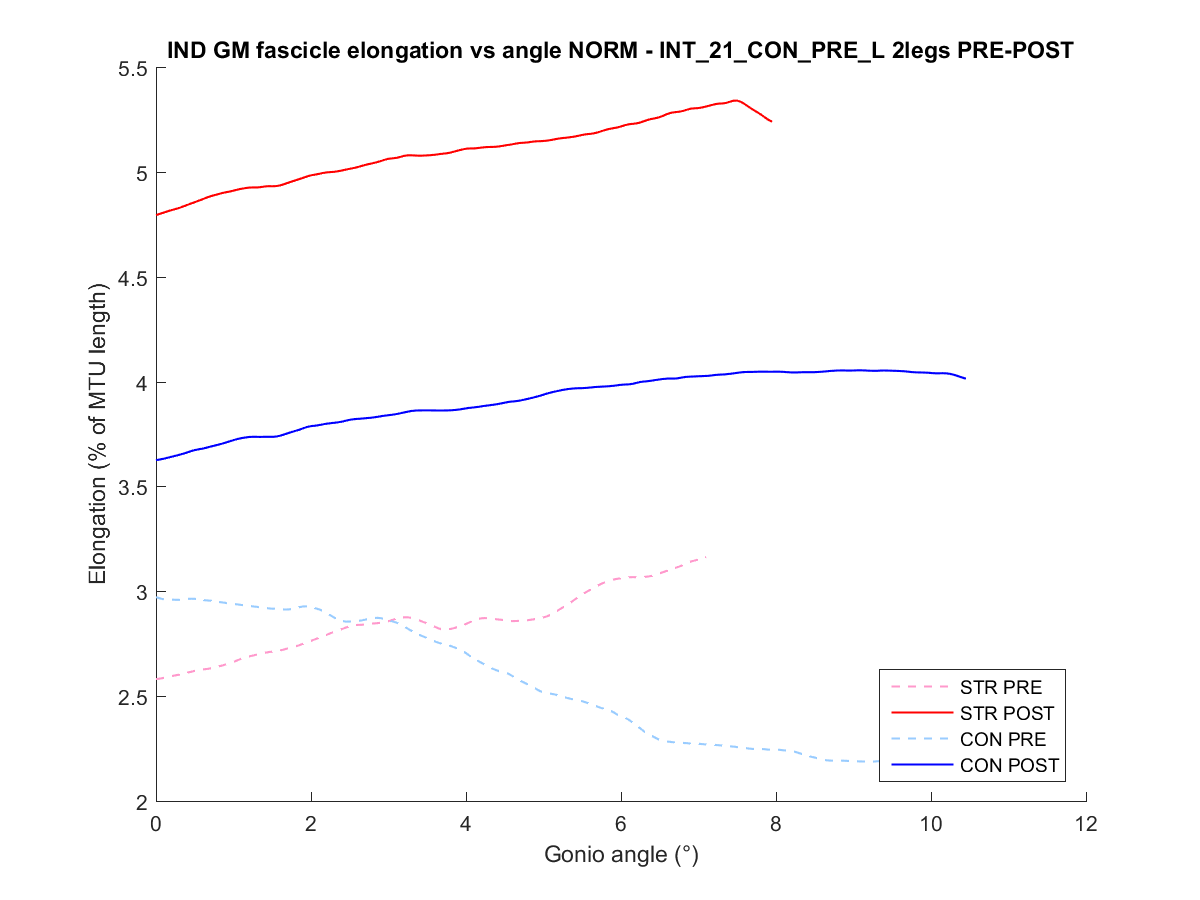 IND GM fascicle elongation vs angle NORM - INT_21_CON_PRE_L 2legs PRE-POST
5.5
5
4.5
4
3.5
3
2.5
2
Elongation (% of MTU length)
0
2
4
6
8
10
12
Gonio angle (°)
STR PRE
STR POST
CON PRE
CON POST